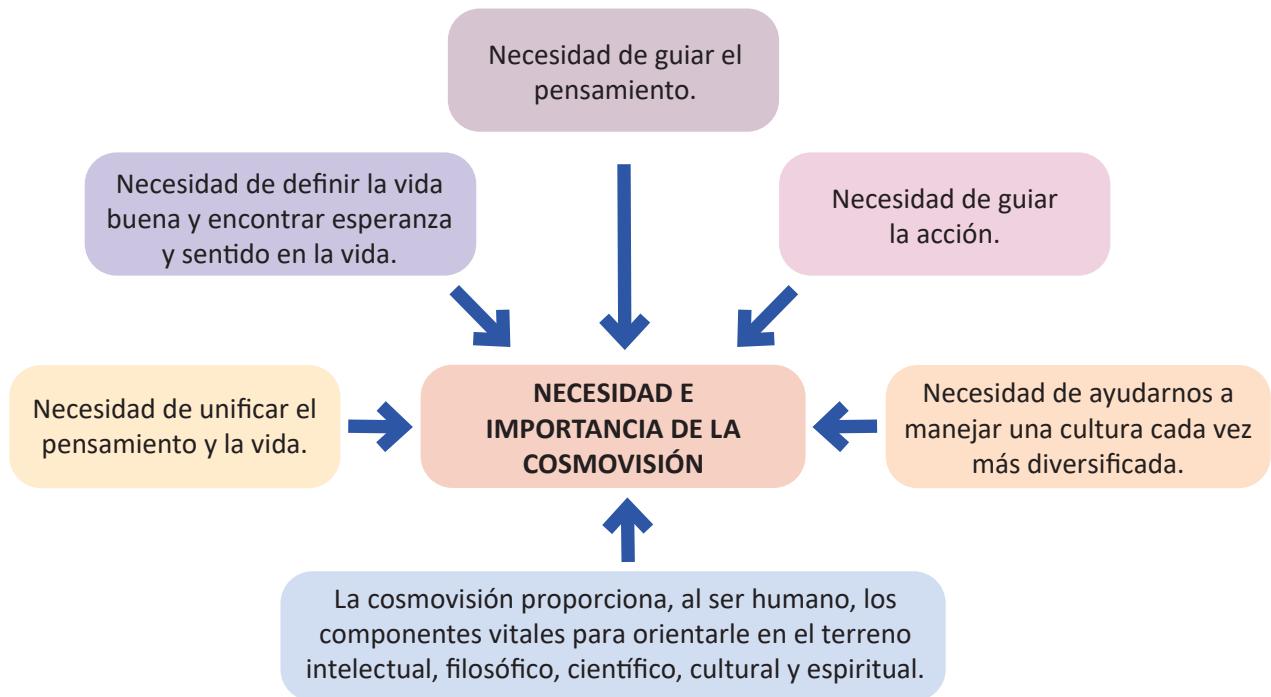 Necesidad de guiar el
pensamiento.
Necesidad de definir la vida
buena y encontrar esperanza
y sentido en la vida.
Necesidad de guiar
la acción.
Necesidad de unificar el
pensamiento y la vida.
NECESIDAD E
IMPORTANCIA DE LA
COSMOVISIÓN
Necesidad de ayudarnos a
manejar una cultura cada vez
más diversificada.
La cosmovisión proporciona, al ser humano, los
componentes vitales para orientarle en el terreno
intelectual, filosófico, científico, cultural y espiritual.